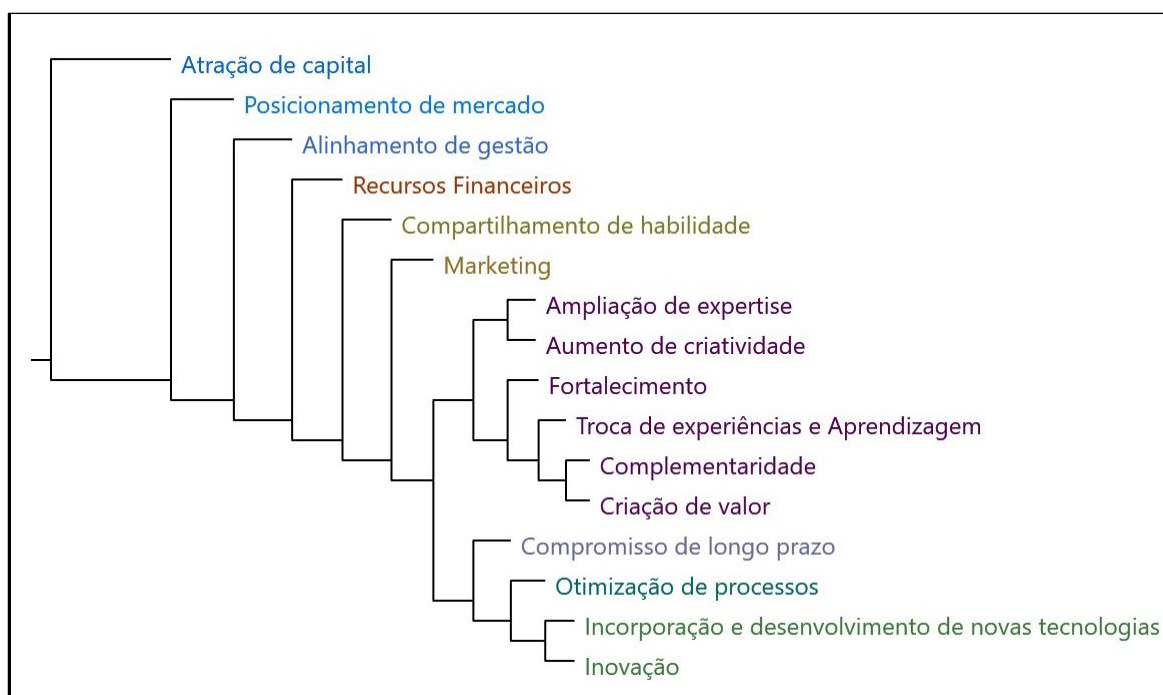 Atração de capital
Posicionamento de mercado
Alinhamento de gestão
Recursos Financeiros
Compartilhamento de habilidade
Marketing
Ampliação de expertise
Aumento de criatividade
Fortalecimento
Troca de experiências e Aprendizagem
Complementaridade
Criação de valor
Compromisso de longo prazo
Otimização de processos
Incorporação e desenvolvimento de novas tecnologias
Inovação